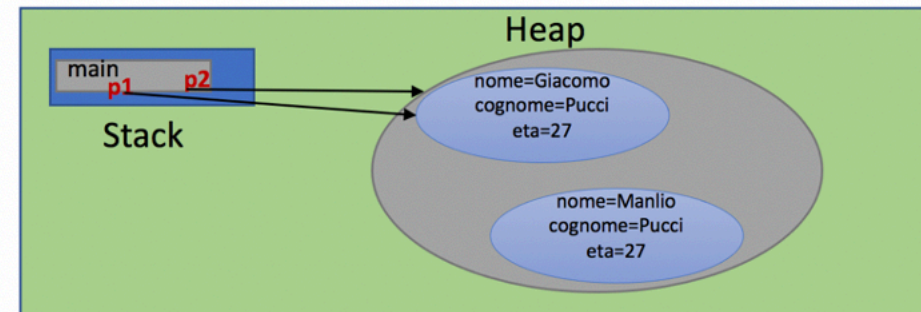 Heap
main
p1
p2
Stack
nome=Giacomo
cognome=Pucci
eta=27
nome=Manlio
cognome=Pucci
eta=27